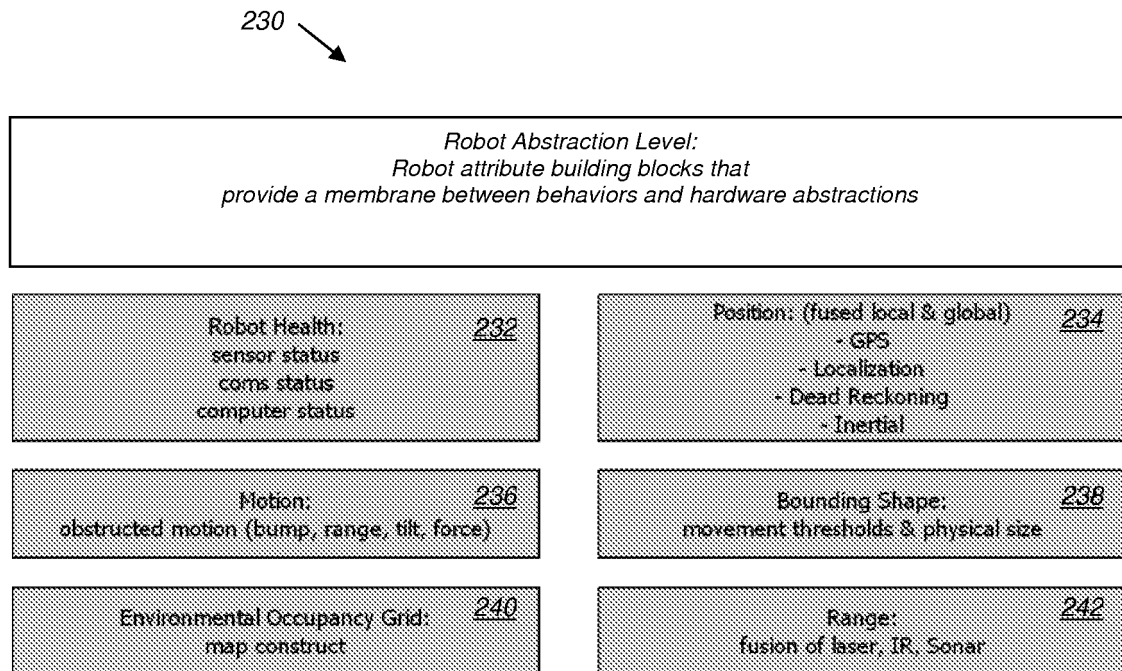 230
Robot Abstraction Level:
Robot attribute building blocks that
provide a membrane between behaviors and hardware abstractions
Robot Health:
232
sensor status
coms status
computer status
Position: (fused local & global)
234
- GPS
- Localization
- Dead Reckoning
- Inertial
Motion:
236
obstructed motion (bump, range, tilt, force)
Bounding Shape:
238
movement thresholds & physical size
Environmental Occupancy Grid:
240
map construct
Range:
242
fusion of laser, IR, Sonar